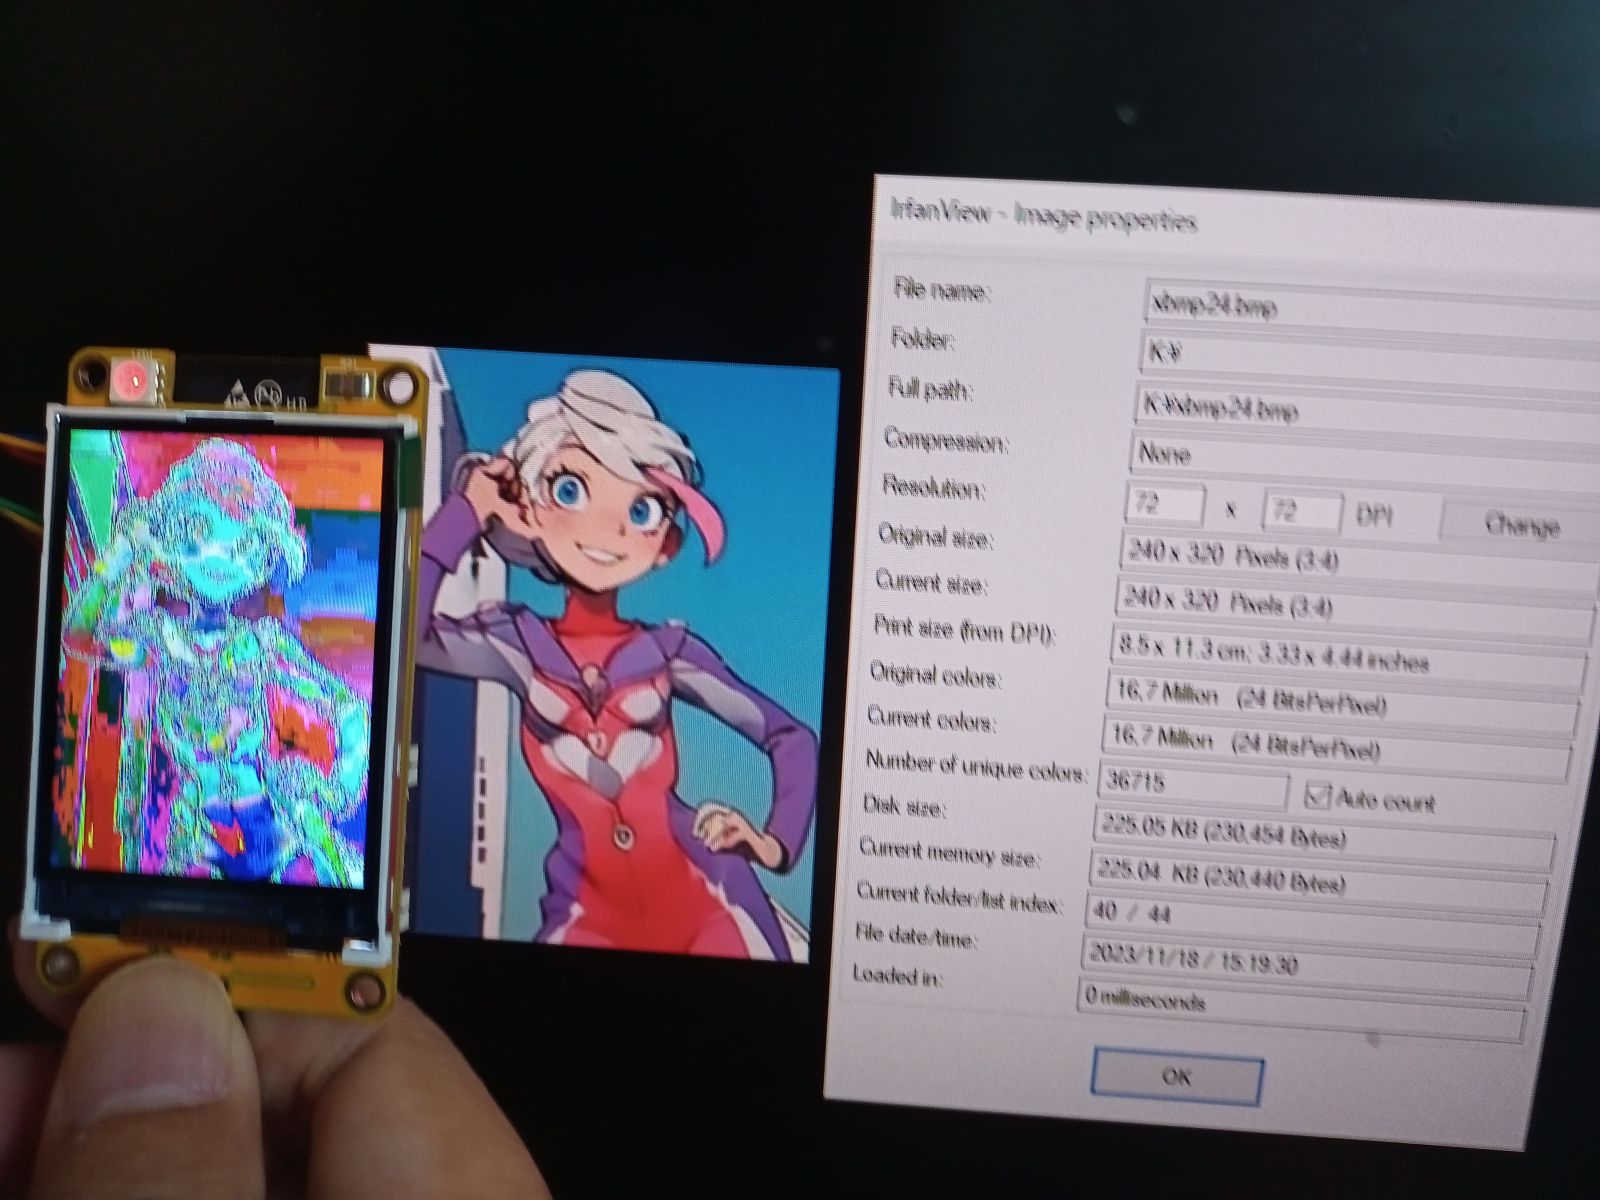 IrfanView - Image properties
File name: xbmp24.bmp
Folder: K:¥
Full path: K:¥xbmp24.bmp
Compression: None
Resolution: 72 x 72 DPI Change
Original size: 240 x 320 Pixels (3:4)
Current size: 240 x 320 Pixels (3:4)
Print size (from DPI): 8.5 x 11.3 cm; 3.33 x 4.44 inches
Original colors: 16,7 Million (24 BitsPerPixel)
Current colors: 16,7 Million (24 BitsPerPixel)
Number of unique colors: 36715 Auto count
Disk size: 225.05 KB (230,454 Bytes)
Current memory size: 225.04 KB (230,440 Bytes)
Current folder/list index: 40 / 44
File date/time: 2023/11/18 / 15:19:30
Loaded in: 0 milliseconds
OK